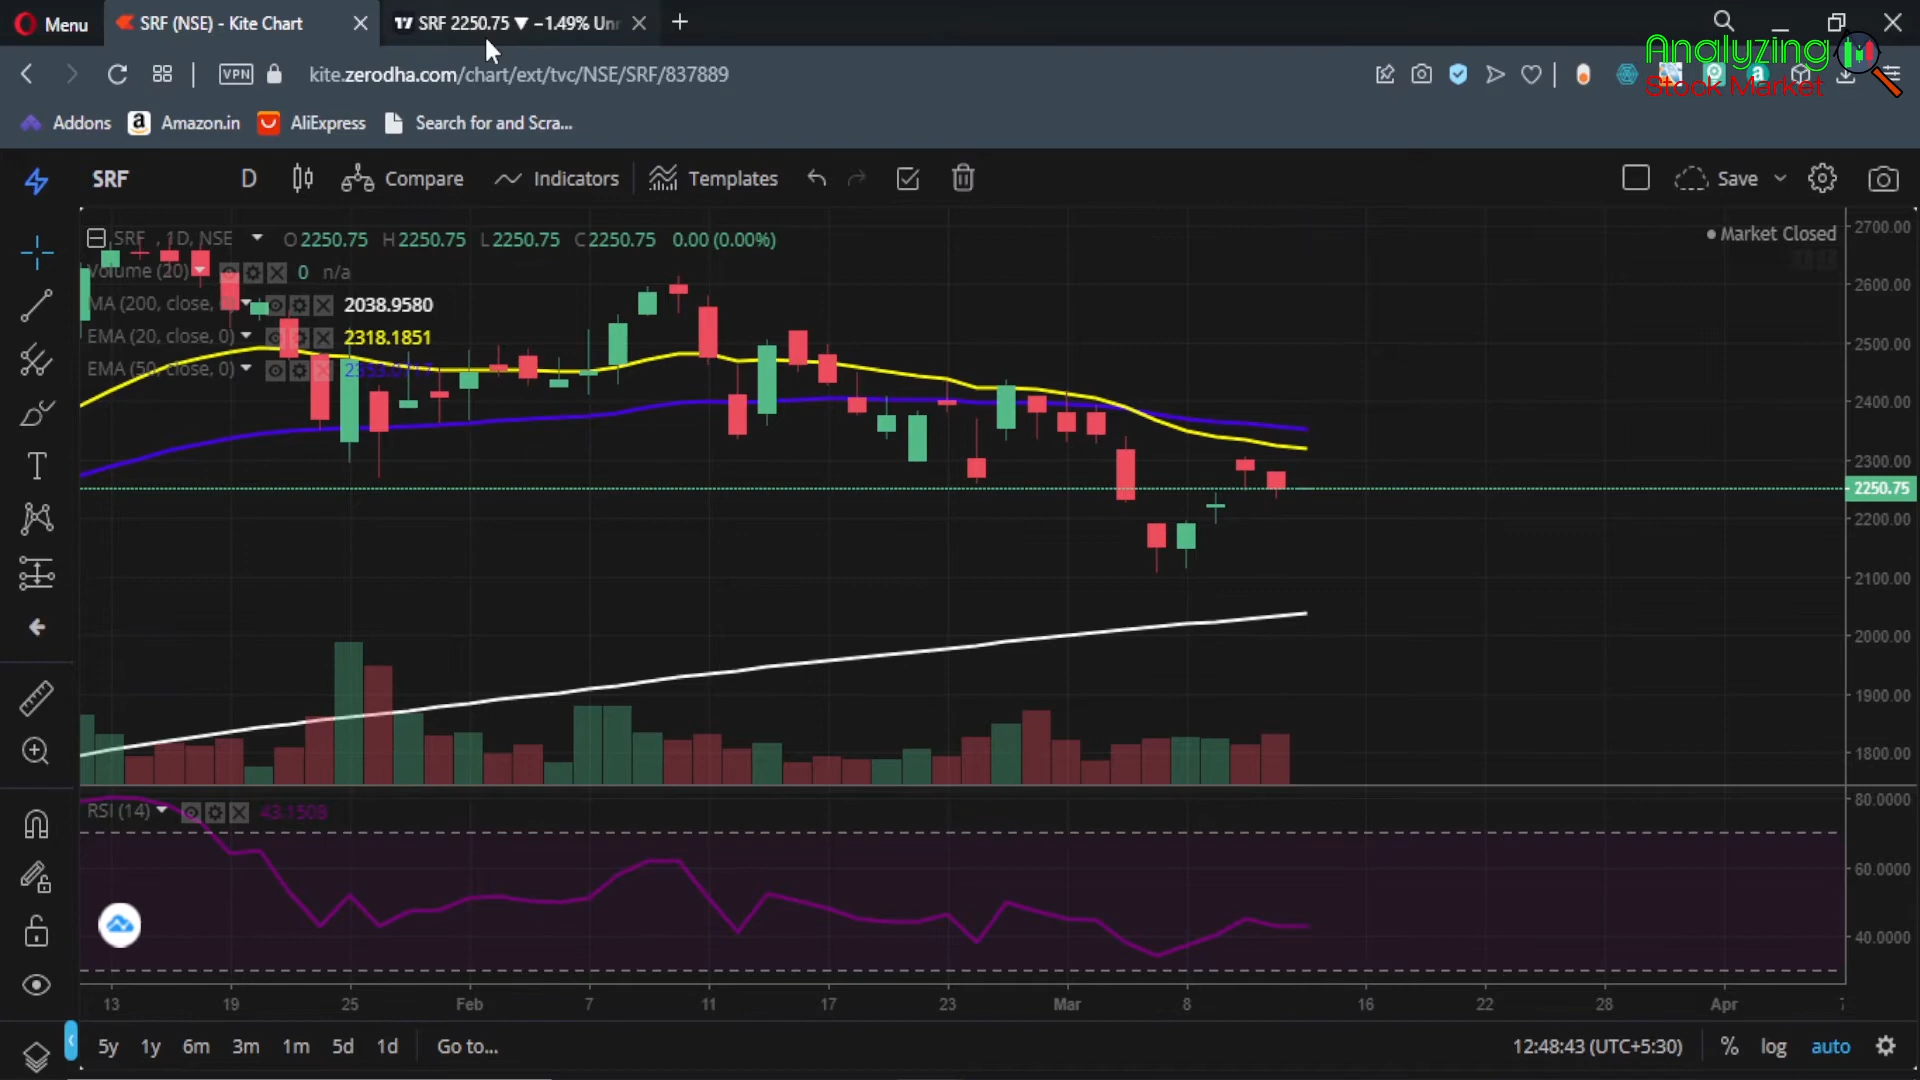 Menu
SRF (NSE) - Kite Chart
SRF 2250.75 ▼ −1.49% Unn
VPN
kite.zerodha.com/chart/ext/tvc/NSE/SRF/837889
Analyzing
Stock Market
Addons
Amazon.in
AliExpress
Search for and Scra...
SRF
D
Compare
Indicators
Templates
Save
SRF , 1D, NSE
O 2250.75 H 2250.75 L 2250.75 C 2250.75 0.00 (0.00%)
Market Closed
Volume (20)
0 n/a
MA (200, close, 0)
2038.9580
EMA (20, close, 0)
2318.1851
EMA (50, close, 0)
2700.00
2600.00
2500.00
2400.00
2300.00
2250.75
2200.00
2100.00
2000.00
1900.00
1800.00
RSI (14)
43.1508
80.0000
60.0000
40.0000
13 19 25 Feb 7 11 17 23 Mar 8 16 22 28 Apr
5y 1y 6m 3m 1m 5d 1d Go to...
12:48:43 (UTC+5:30) % log auto